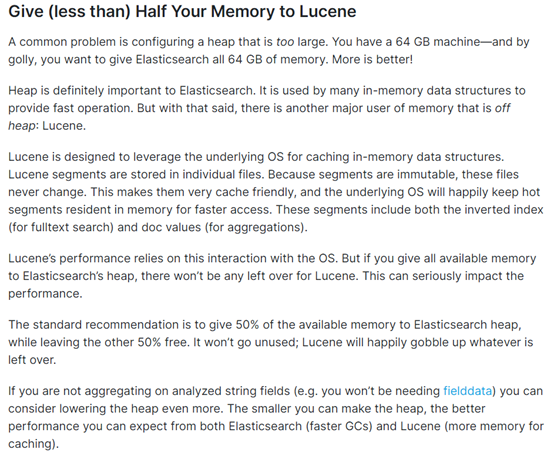 Give (less than) Half Your Memory to Lucene
A common problem is configuring a heap that is too large. You have a 64 GB machine—and by
golly, you want to give Elasticsearch all 64 GB of memory. More is better!
Heap is definitely important to Elasticsearch. It is used by many in-memory data structures to
provide fast operation. But with that said, there is another major user of memory that is off
heap: Lucene.
Lucene is designed to leverage the underlying OS for caching in-memory data structures.
Lucene segments are stored in individual files. Because segments are immutable, these files
never change. This makes them very cache friendly, and the underlying OS will happily keep hot
segments resident in memory for faster access. These segments include both the inverted index
(for fulltext search) and doc values (for aggregations).
Lucene’s performance relies on this interaction with the OS. But if you give all available memory
to Elasticsearch’s heap, there won’t be any left over for Lucene. This can seriously impact the
performance.
The standard recommendation is to give 50% of the available memory to Elasticsearch heap,
while leaving the other 50% free. It won’t go unused; Lucene will happily gobble up whatever is
left over.
If you are not aggregating on analyzed string fields (e.g. you won’t be needing fielddata) you can
consider lowering the heap even more. The smaller you can make the heap, the better
performance you can expect from both Elasticsearch (faster GCs) and Lucene (more memory for
caching).